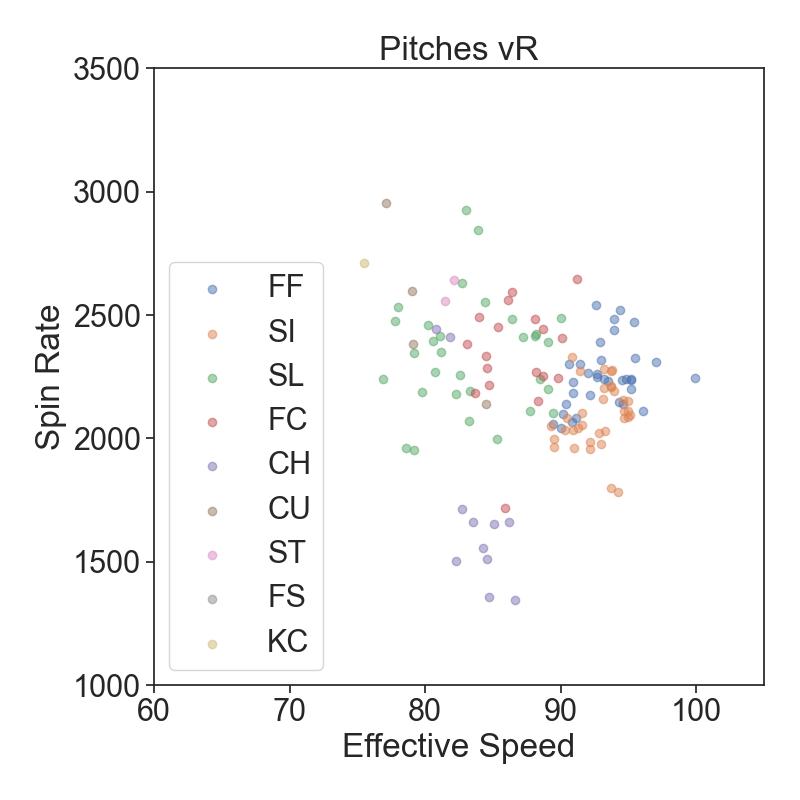 Pitches vR
3500
3000
2500
2000
1500
1000
Spin Rate
FF
SI
SL
FC
CH
CU
ST
FS
KC
60 70 80 90 100
Effective Speed